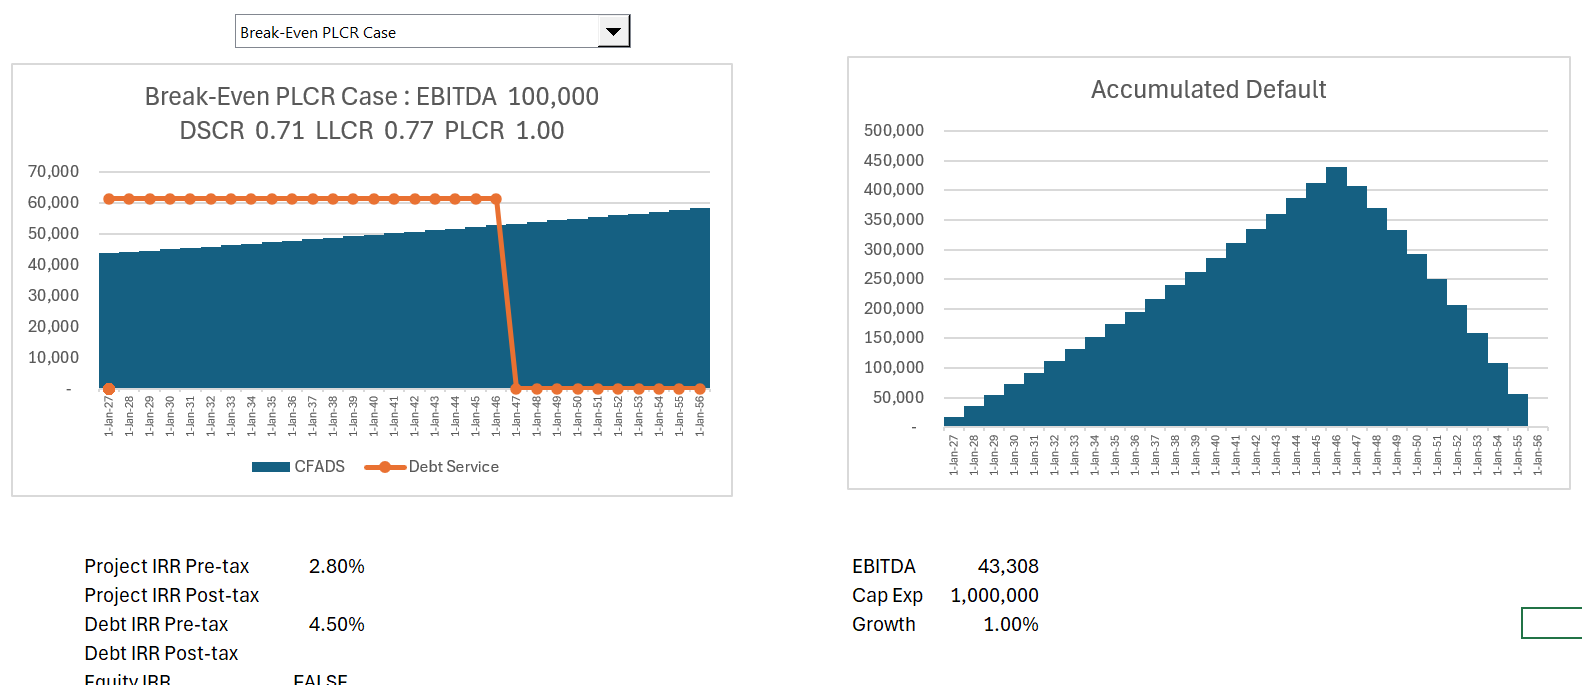 Break-Even PLCR Case
Break-Even PLCR Case : EBITDA 100,000
DSCR 0.71 LLCR 0.77 PLCR 1.00
70,000
60,000
50,000
40,000
30,000
20,000
10,000
-
1-Jan-27
1-Jan-28
1-Jan-29
1-Jan-30
1-Jan-31
1-Jan-32
1-Jan-33
1-Jan-34
1-Jan-35
1-Jan-36
1-Jan-37
1-Jan-38
1-Jan-39
1-Jan-40
1-Jan-41
1-Jan-42
1-Jan-43
1-Jan-44
1-Jan-45
1-Jan-46
1-Jan-47
1-Jan-48
1-Jan-49
1-Jan-50
1-Jan-51
1-Jan-52
1-Jan-53
1-Jan-54
1-Jan-55
1-Jan-56
CFADS
Debt Service
Accumulated Default
500,000
450,000
400,000
350,000
300,000
250,000
200,000
150,000
100,000
50,000
-
1-Jan-27
1-Jan-28
1-Jan-29
1-Jan-30
1-Jan-31
1-Jan-32
1-Jan-33
1-Jan-34
1-Jan-35
1-Jan-36
1-Jan-37
1-Jan-38
1-Jan-39
1-Jan-40
1-Jan-41
1-Jan-42
1-Jan-43
1-Jan-44
1-Jan-45
1-Jan-46
1-Jan-47
1-Jan-48
1-Jan-49
1-Jan-50
1-Jan-51
1-Jan-52
1-Jan-53
1-Jan-54
1-Jan-55
1-Jan-56
Project IRR Pre-tax 2.80%
Project IRR Post-tax
Debt IRR Pre-tax 4.50%
Debt IRR Post-tax
Equity IRR FALSE
EBITDA 43,308
Cap Exp 1,000,000
Growth 1.00%